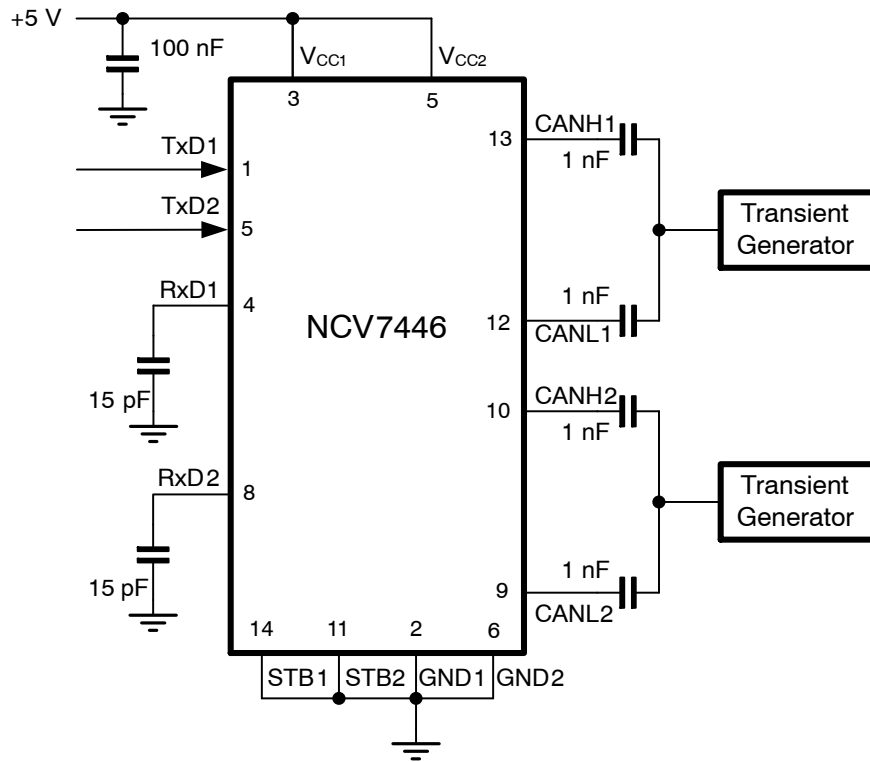 +5 V
100 nF
VCC1
VCC2
3
5
13
CANH1
1 nF
TxD1
1
TxD2
5
Transient
Generator
RxD1
4
NCV7446
1 nF
12
CANL1
15 pF
10
CANH2
1 nF
RxD2
8
Transient
Generator
15 pF
1 nF
9
CANL2
14
11
2
6
STB1
STB2
GND1
GND2